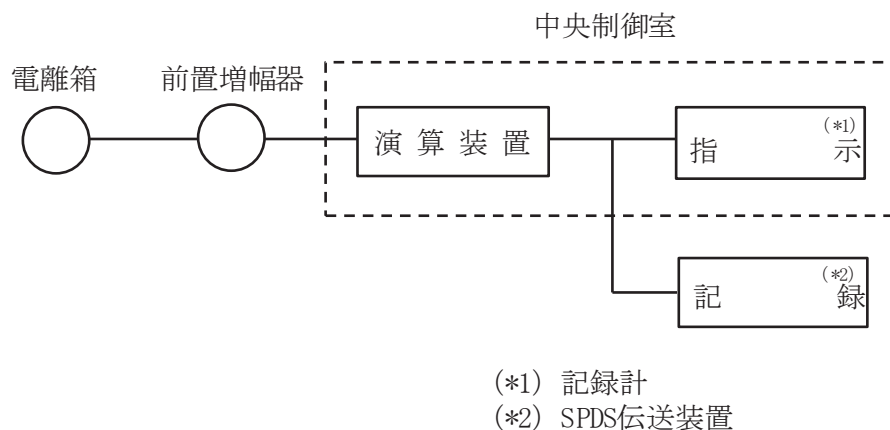 中央制御室
電離箱
前置増幅器
演算装置
指示(*1)
記録(*2)
(*1) 記録計
(*2) SPDS伝送装置